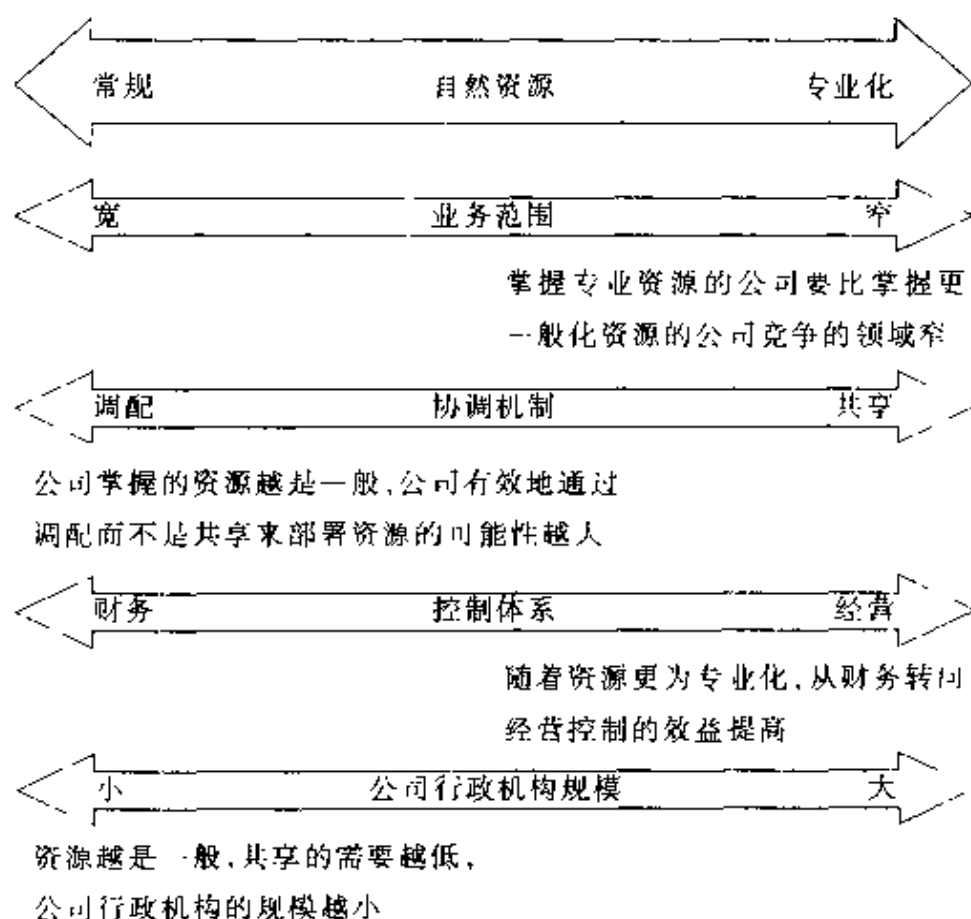 常规 自然资源 专业化
宽 业务范围 窄
掌握专业资源的公司要比掌握更
一般化资源的公司竞争的领域窄
调配 协调机制 共享
公司掌握的资源越是一般,公司有效地通过
调配而不是共享来部署资源的可能性越大
财务 控制体系 经营
随着资源更为专业化,从财务转向
经营控制的效益提高
小 公司行政机构规模 大
资源越是一般,共享的需要越低,
公司行政机构的规模越小